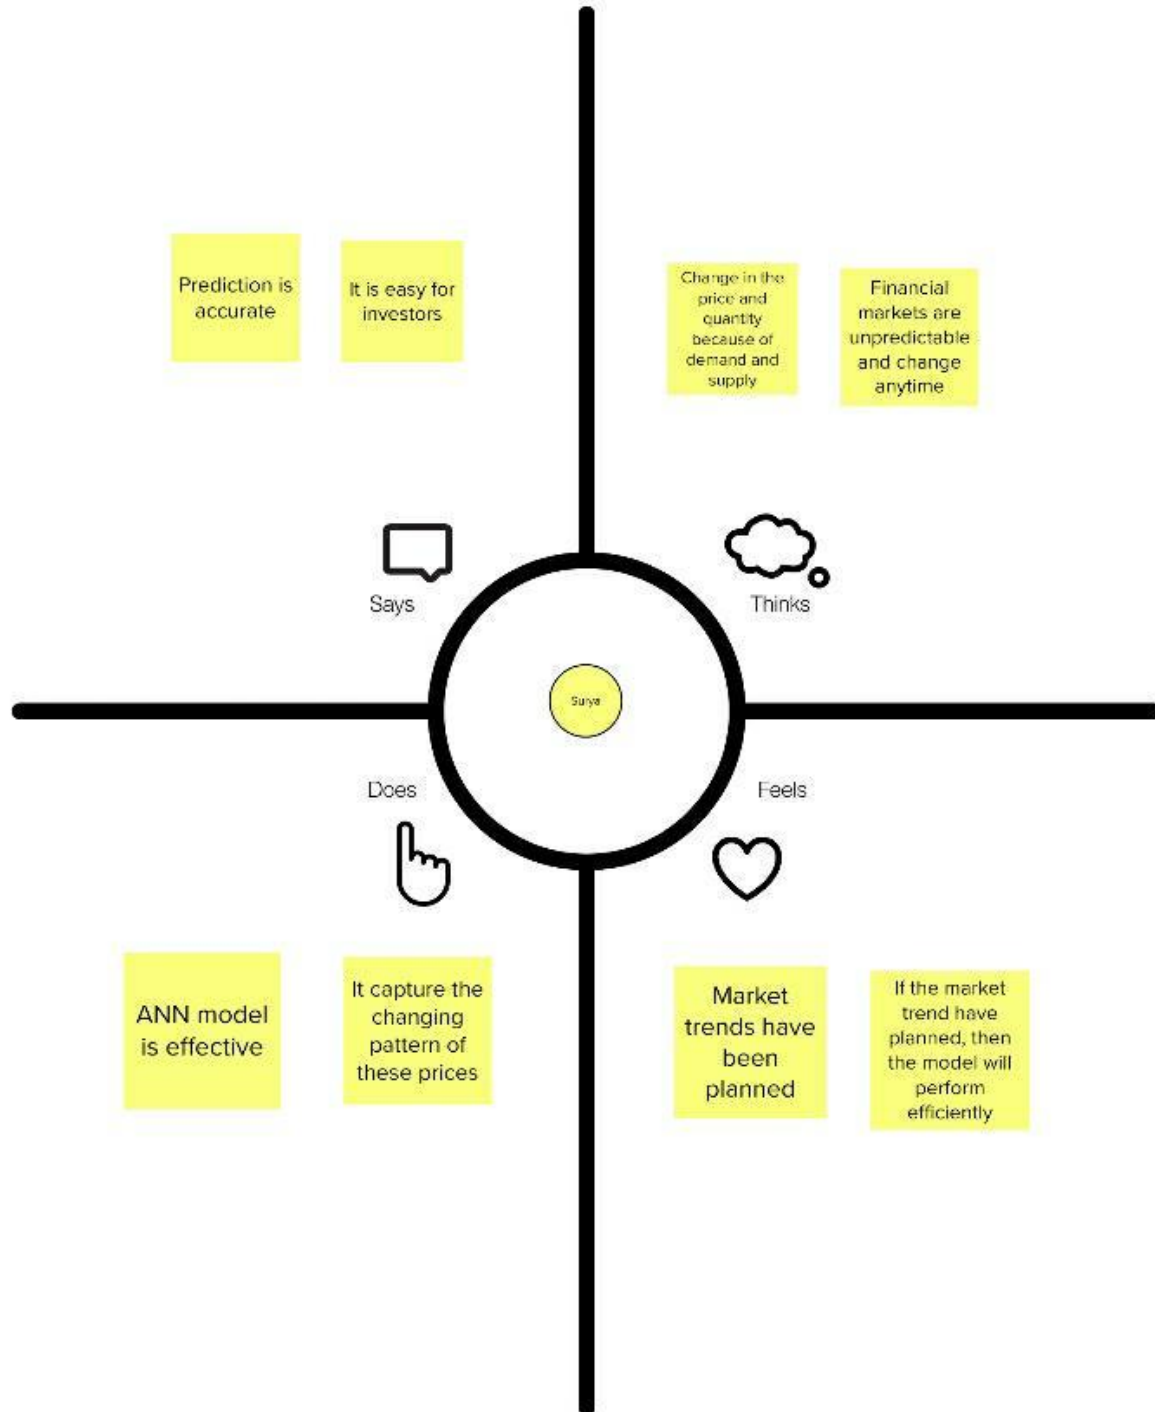 Prediction is
accurate
It is easy for
investors
Change in the
price and
quantity
because of
demand and
supply
Financial
markets are
unpredictable
and change
anytime
Says
Thinks
Surya
Does
Feels
ANN model
is effective
It capture the
changing
pattern of
these prices
Market
trends have
been
planned
If the market
trend have
planned, then
the model will
perform
efficiently